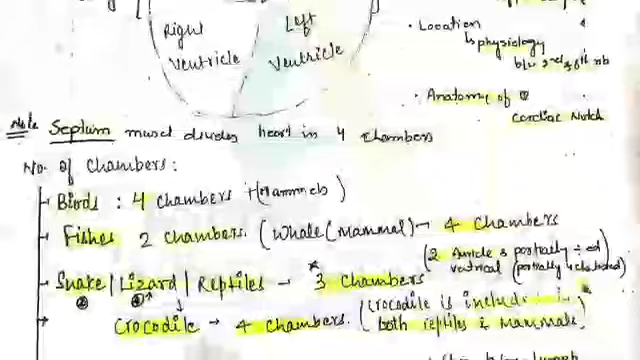 Right
Ventricle
Left
Ventricle
• Location
↳ physiology
b/w 2nd & 6th rib
• Anatomy of
cardiac Notch
Note Septum muscl divides heart in 4 chambers
No. of chambers:
Birds : 4 chambers + (Mammals)
Fishes 2 chambers. (Whale (Mammal) → 4 chambers
Snake | Lizard | Reptiles - 3 chambers
(2 Auricle & partially ÷ ed
ventrical (partially 4 chambered)
Crocodile → 4 chambers. (Crocodile is include in
both reptiles & mammals.